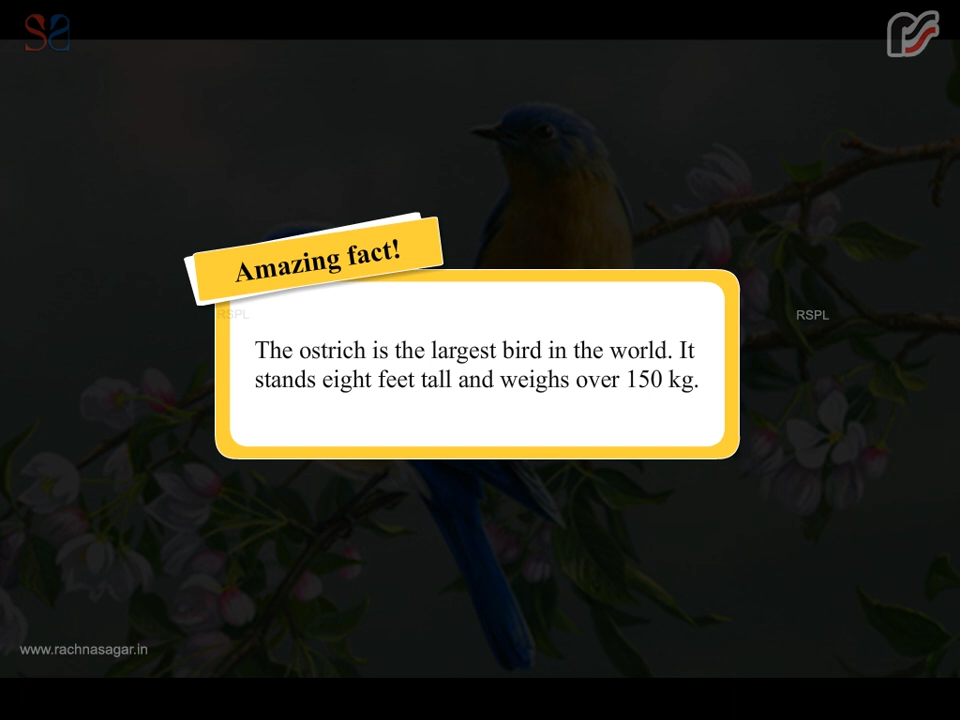 Amazing fact!
RSPL
RSPL
The ostrich is the largest bird in the world. It
stands eight feet tall and weighs over 150 kg.
www.rachnasagar.in